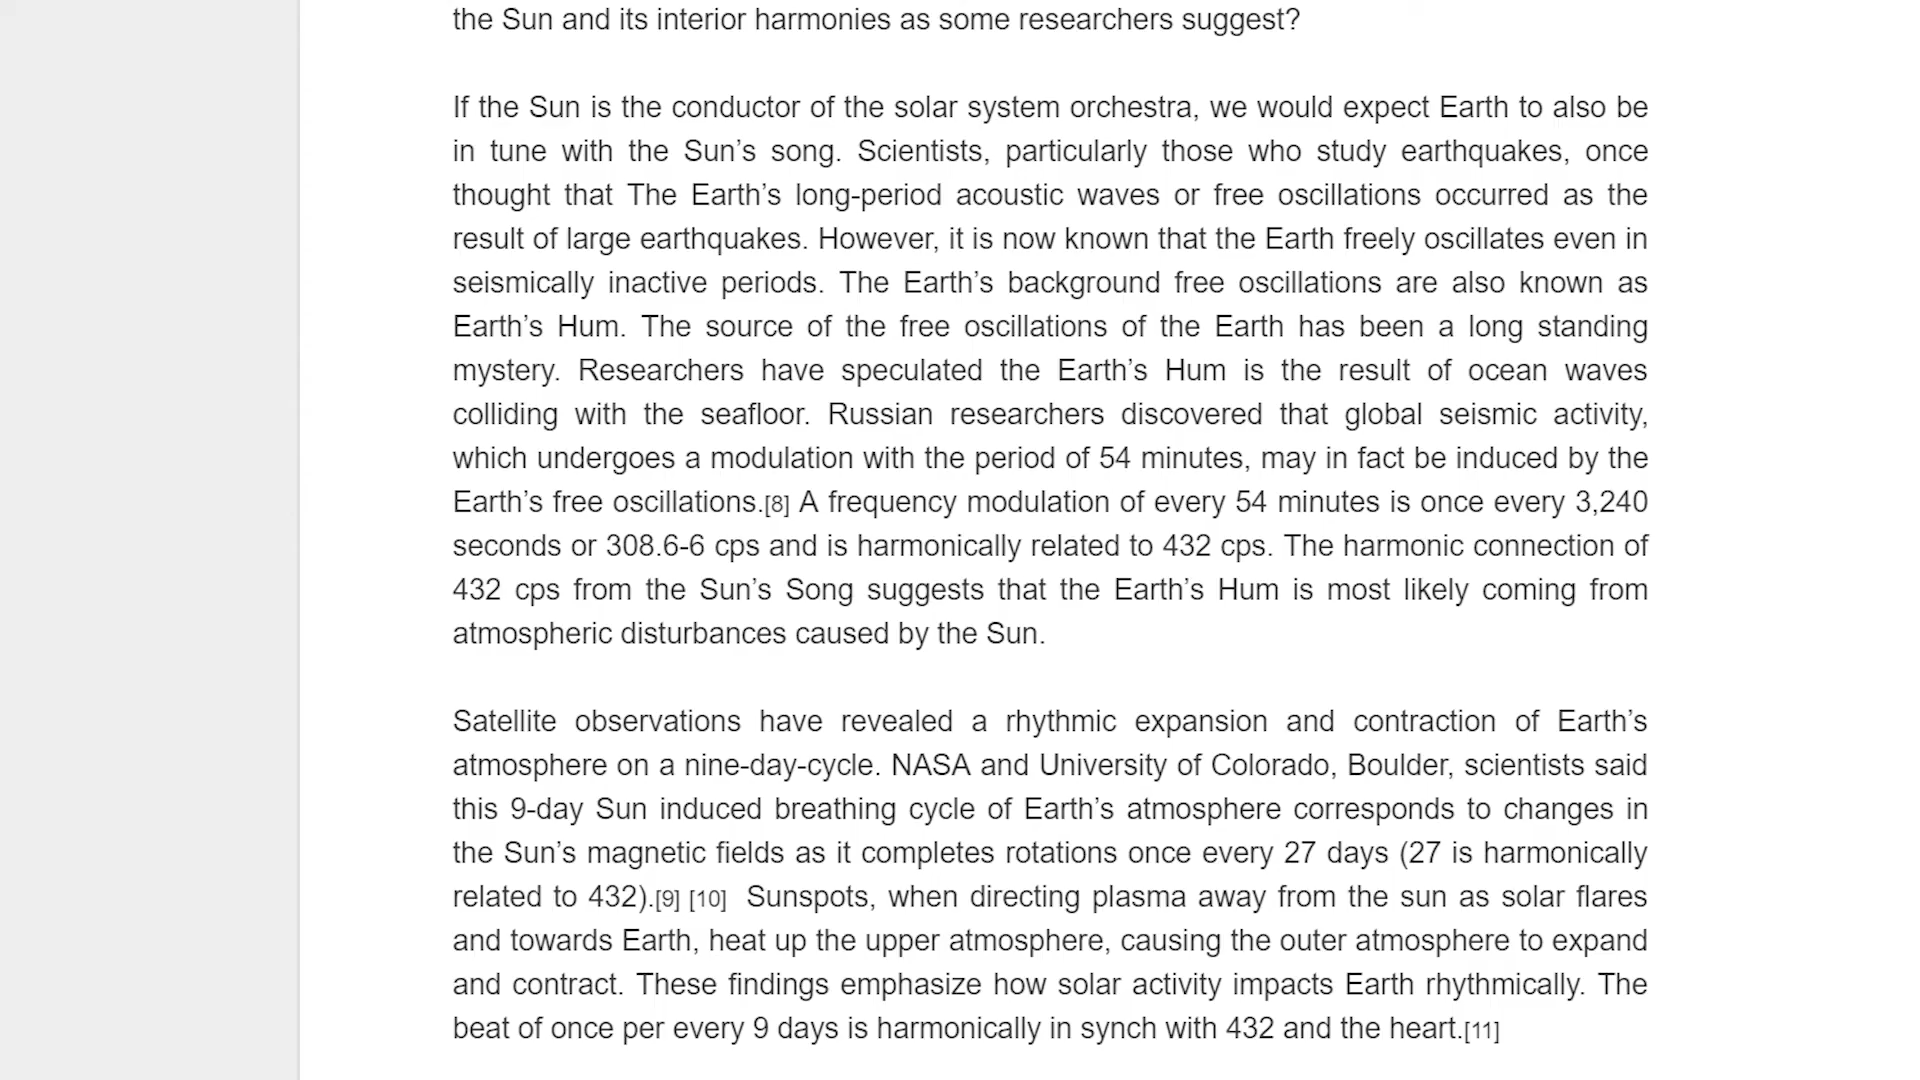 the Sun and its interior harmonies as some researchers suggest?
If the Sun is the conductor of the solar system orchestra, we would expect Earth to also be
in tune with the Sun’s song. Scientists, particularly those who study earthquakes, once
thought that The Earth’s long-period acoustic waves or free oscillations occurred as the
result of large earthquakes. However, it is now known that the Earth freely oscillates even in
seismically inactive periods. The Earth’s background free oscillations are also known as
Earth’s Hum. The source of the free oscillations of the Earth has been a long standing
mystery. Researchers have speculated the Earth’s Hum is the result of ocean waves
colliding with the seafloor. Russian researchers discovered that global seismic activity,
which undergoes a modulation with the period of 54 minutes, may in fact be induced by the
Earth’s free oscillations.[8] A frequency modulation of every 54 minutes is once every 3,240
seconds or 308.6-6 cps and is harmonically related to 432 cps. The harmonic connection of
432 cps from the Sun’s Song suggests that the Earth’s Hum is most likely coming from
atmospheric disturbances caused by the Sun.
Satellite observations have revealed a rhythmic expansion and contraction of Earth’s
atmosphere on a nine-day-cycle. NASA and University of Colorado, Boulder, scientists said
this 9-day Sun induced breathing cycle of Earth’s atmosphere corresponds to changes in
the Sun’s magnetic fields as it completes rotations once every 27 days (27 is harmonically
related to 432).[9] [10] Sunspots, when directing plasma away from the sun as solar flares
and towards Earth, heat up the upper atmosphere, causing the outer atmosphere to expand
and contract. These findings emphasize how solar activity impacts Earth rhythmically. The
beat of once per every 9 days is harmonically in synch with 432 and the heart.[11]